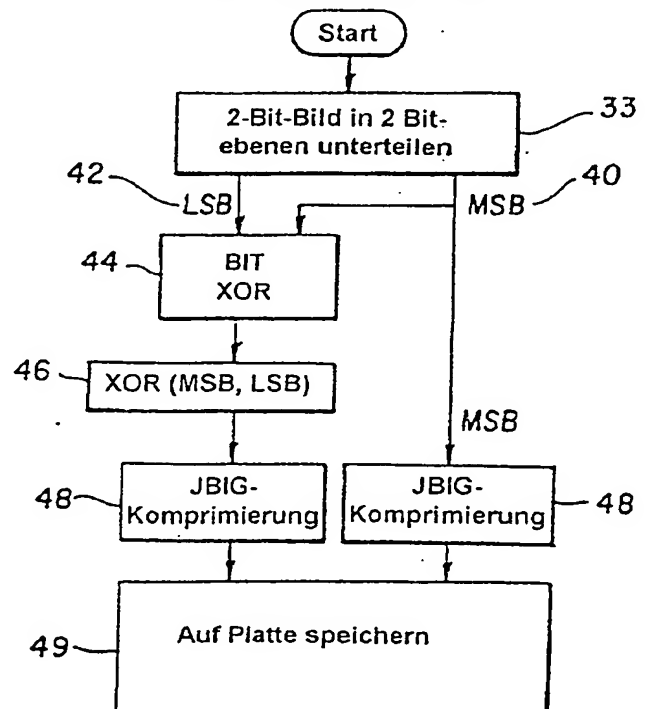 Start
2-Bit-Bild in 2 Bit-
ebenen unterteilen
33
42
LSB
MSB
40
44
BIT
XOR
46
XOR (MSB, LSB)
MSB
48
JBIG-
Komprimierung
JBIG-
Komprimierung
48
49
Auf Platte speichern